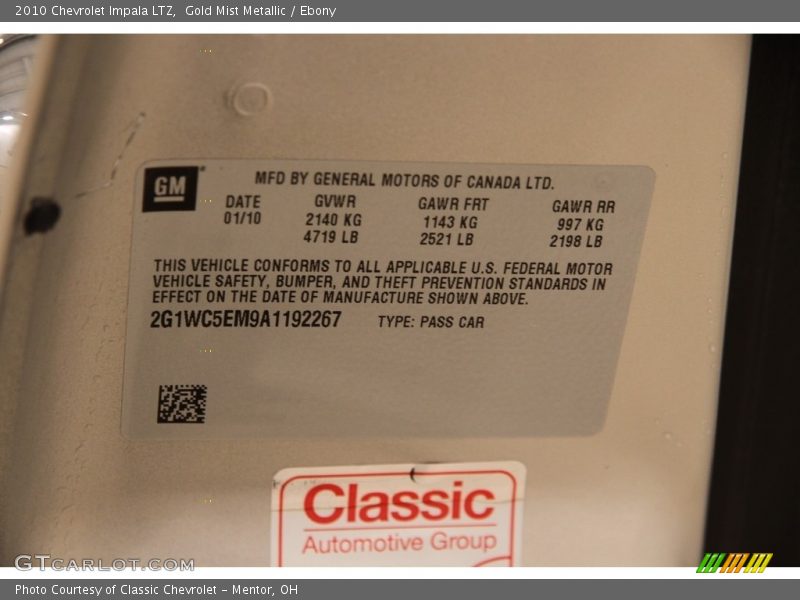 2010 Chevrolet Impala LTZ,  Gold Mist Metallic / Ebony
GM
MFD BY GENERAL MOTORS OF CANADA LTD.
DATE GVWR GAWR FRT GAWR RR
01/10 2140 KG 1143 KG 997 KG
4719 LB 2521 LB 2198 LB
THIS VEHICLE CONFORMS TO ALL APPLICABLE U.S. FEDERAL MOTOR
VEHICLE SAFETY, BUMPER, AND THEFT PREVENTION STANDARDS IN
EFFECT ON THE DATE OF MANUFACTURE SHOWN ABOVE.
2G1WC5EM9A1192267 TYPE: PASS CAR
Classic
Automotive Group
GTCARLOT.COM
Photo Courtesy of Classic Chevrolet - Mentor, OH